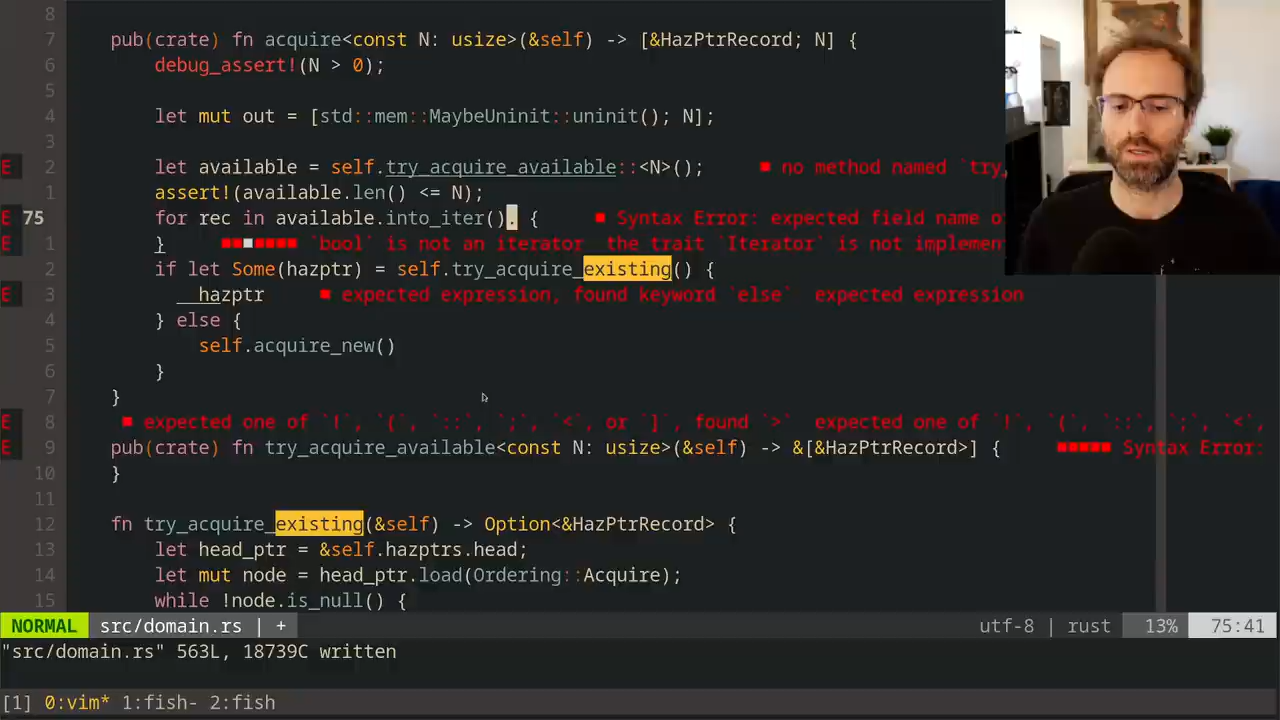 8
7 pub(crate) fn acquire<const N: usize>(&self) -> [&HazPtrRecord; N] {
6 debug_assert!(N > 0);
5
4 let mut out = [std::mem::MaybeUninit::uninit(); N];
3
E 2 let available = self.try_acquire_available::<N>(); ■ no method named `try_
1 assert!(available.len() <= N);
E 75 for rec in available.into_iter(). { ■ Syntax Error: expected field name o
E 1 } ■■■■■■■ `bool` is not an iterator the trait `Iterator` is not implemen
2 if let Some(hazptr) = self.try_acquire_existing() {
E 3 __hazptr ■ expected expression, found keyword `else` expected expression
4 } else {
5 self.acquire_new()
6 }
7 }
E 8 ■ expected one of `!`, `(`, `::`, `;`, `<`, or `]`, found `>` expected one of `!`, `(`, `::`, `;`, `<`,
E 9 pub(crate) fn try_acquire_available<const N: usize>(&self) -> &[&HazPtrRecord>] { ■■■■■ Syntax Error:
10 }
11
12 fn try_acquire_existing(&self) -> Option<&HazPtrRecord> {
13 let head_ptr = &self.hazptrs.head;
14 let mut node = head_ptr.load(Ordering::Acquire);
15 while !node.is_null() {
NORMAL src/domain.rs | + utf-8 | rust 13% 75:41
"src/domain.rs" 563L, 18739C written
[1] 0:vim* 1:fish- 2:fish